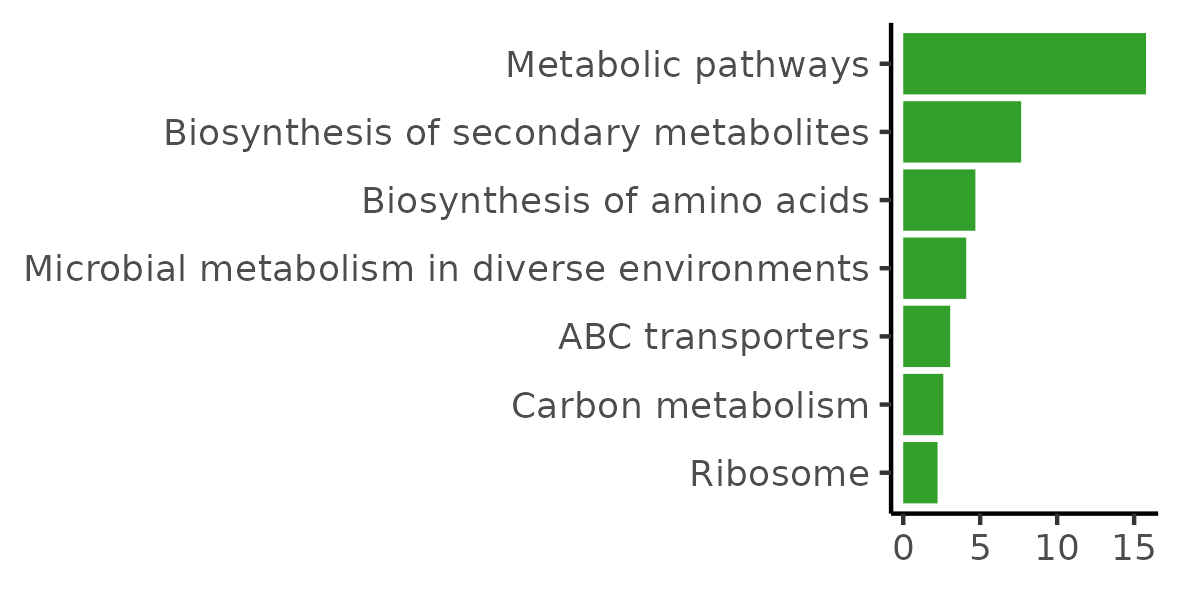 Metabolic pathways
Biosynthesis of secondary metabolites
Biosynthesis of amino acids
Microbial metabolism in diverse environments
ABC transporters
Carbon metabolism
Ribosome
0 5 10 15